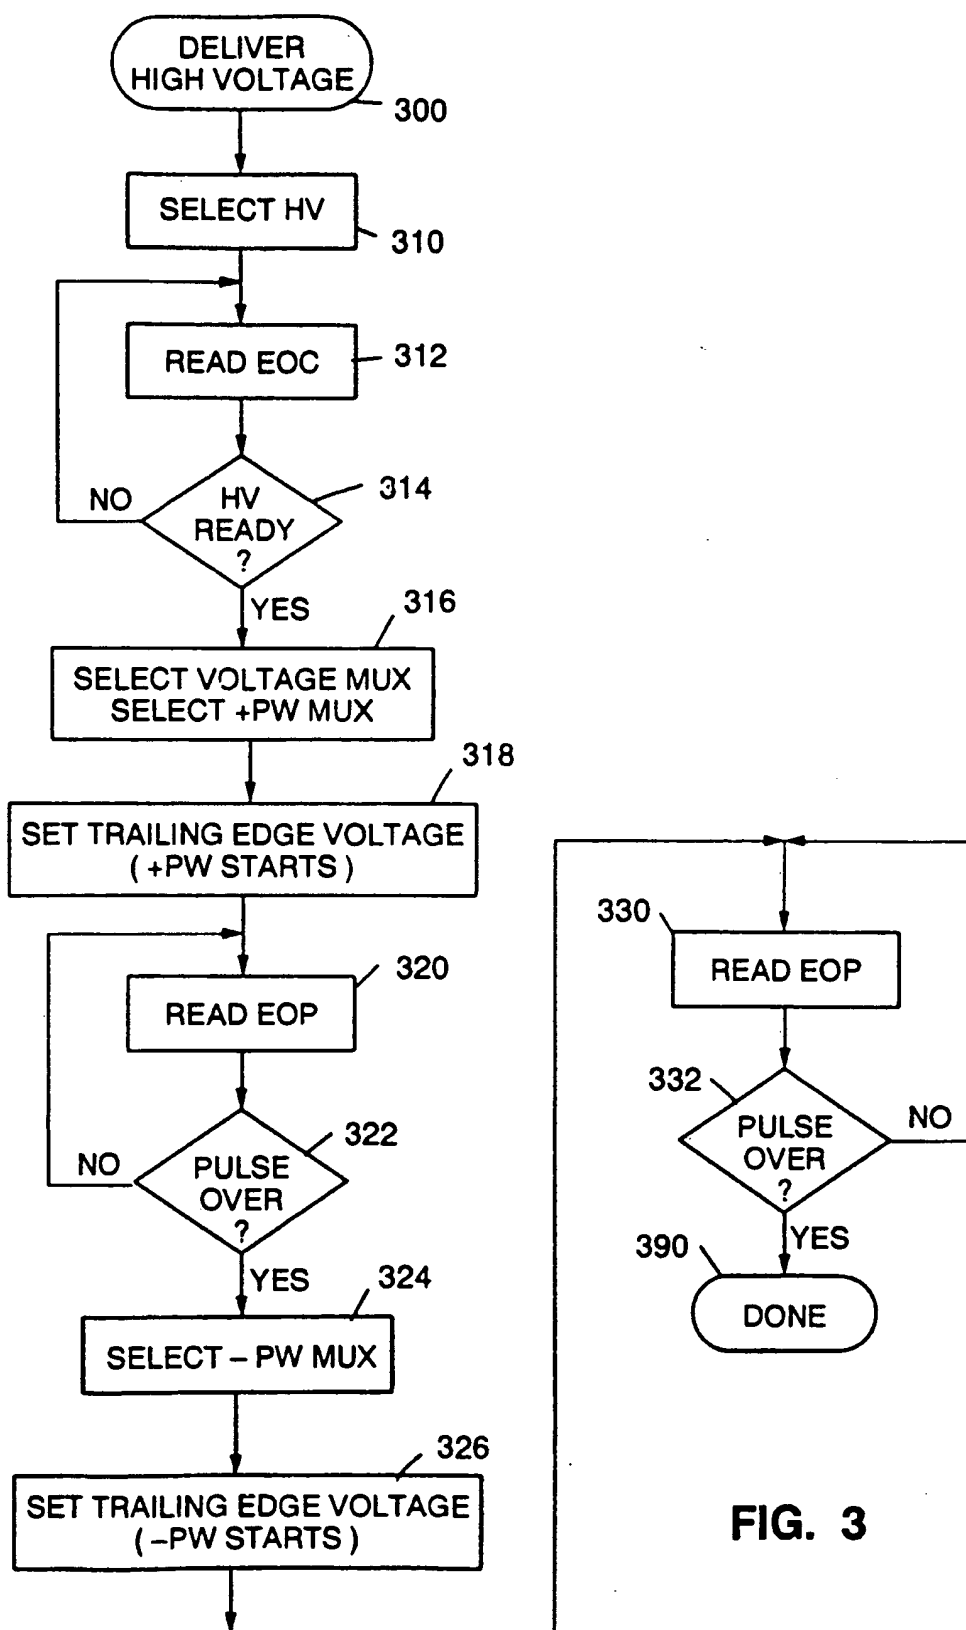 DELIVER
HIGH VOLTAGE
300
SELECT HV
310
READ EOC
312
HV
READY
?
314
NO
YES
316
SELECT VOLTAGE MUX
SELECT +PW MUX
318
SET TRAILING EDGE VOLTAGE
( +PW STARTS )
320
READ EOP
322
PULSE
OVER
?
NO
YES
324
SELECT – PW MUX
326
SET TRAILING EDGE VOLTAGE
( –PW STARTS )
330
READ EOP
332
PULSE
OVER
?
NO
YES
390
DONE
FIG. 3